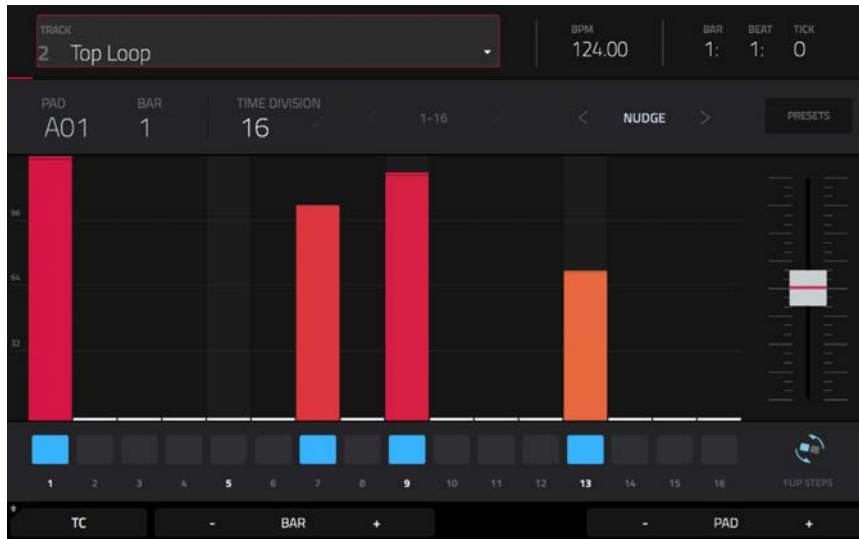 TRACK
2 Top Loop
BPM
124.00
BAR BEAT TICK
1: 1: 0
PAD BAR TIME DIVISION
A01 1 16
1-16
< NUDGE >
PRESETS
96
64
32
1 2 3 4 5 6 7 8 9 10 11 12 13 14 15 16
FLIP STEPS
TC - BAR + - PAD +